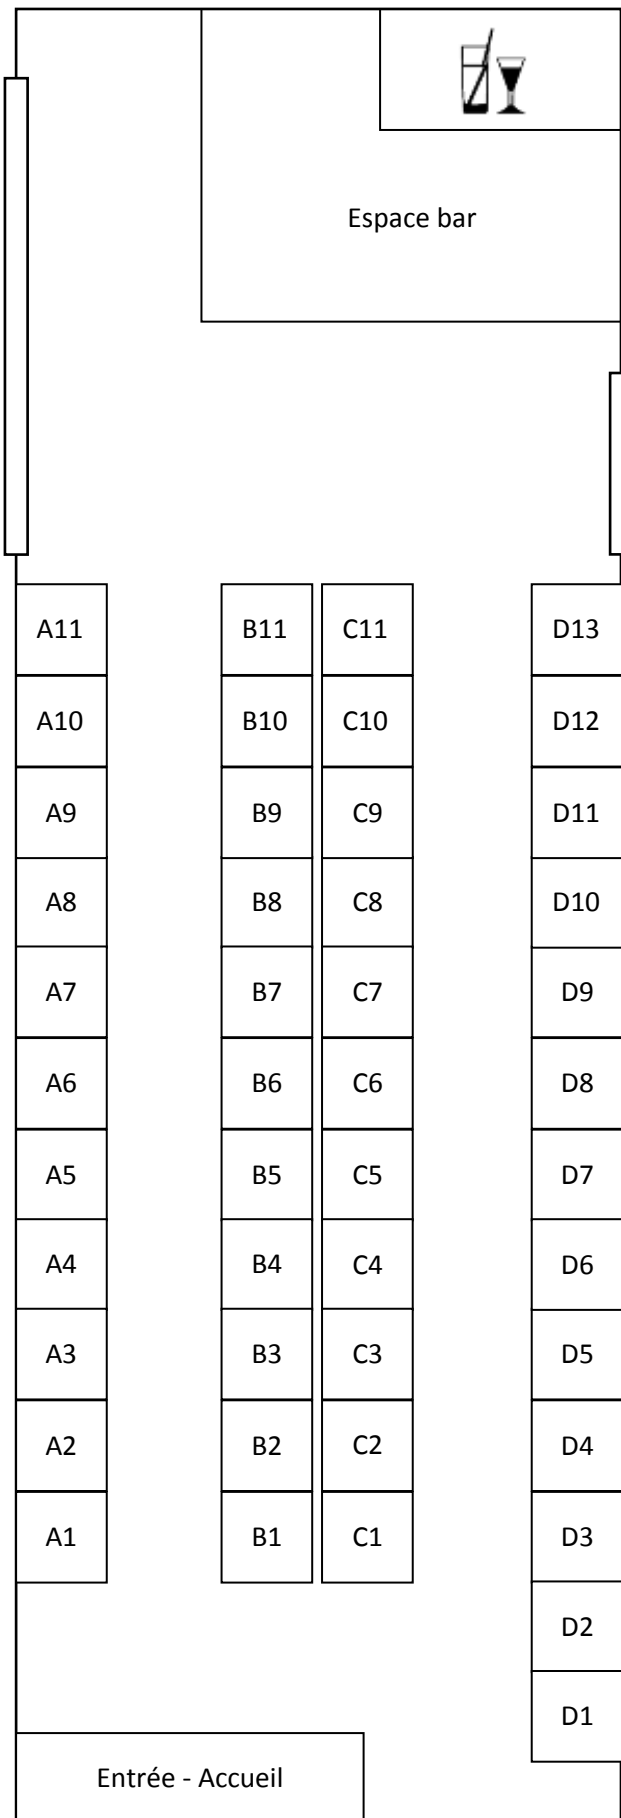 Espace bar
A11 B11 C11 D13
A10 B10 C10 D12
A9 B9 C9 D11
A8 B8 C8 D10
A7 B7 C7 D9
A6 B6 C6 D8
A5 B5 C5 D7
A4 B4 C4 D6
A3 B3 C3 D5
A2 B2 C2 D4
A1 B1 C1 D3
D2
D1
Entrée - Accueil